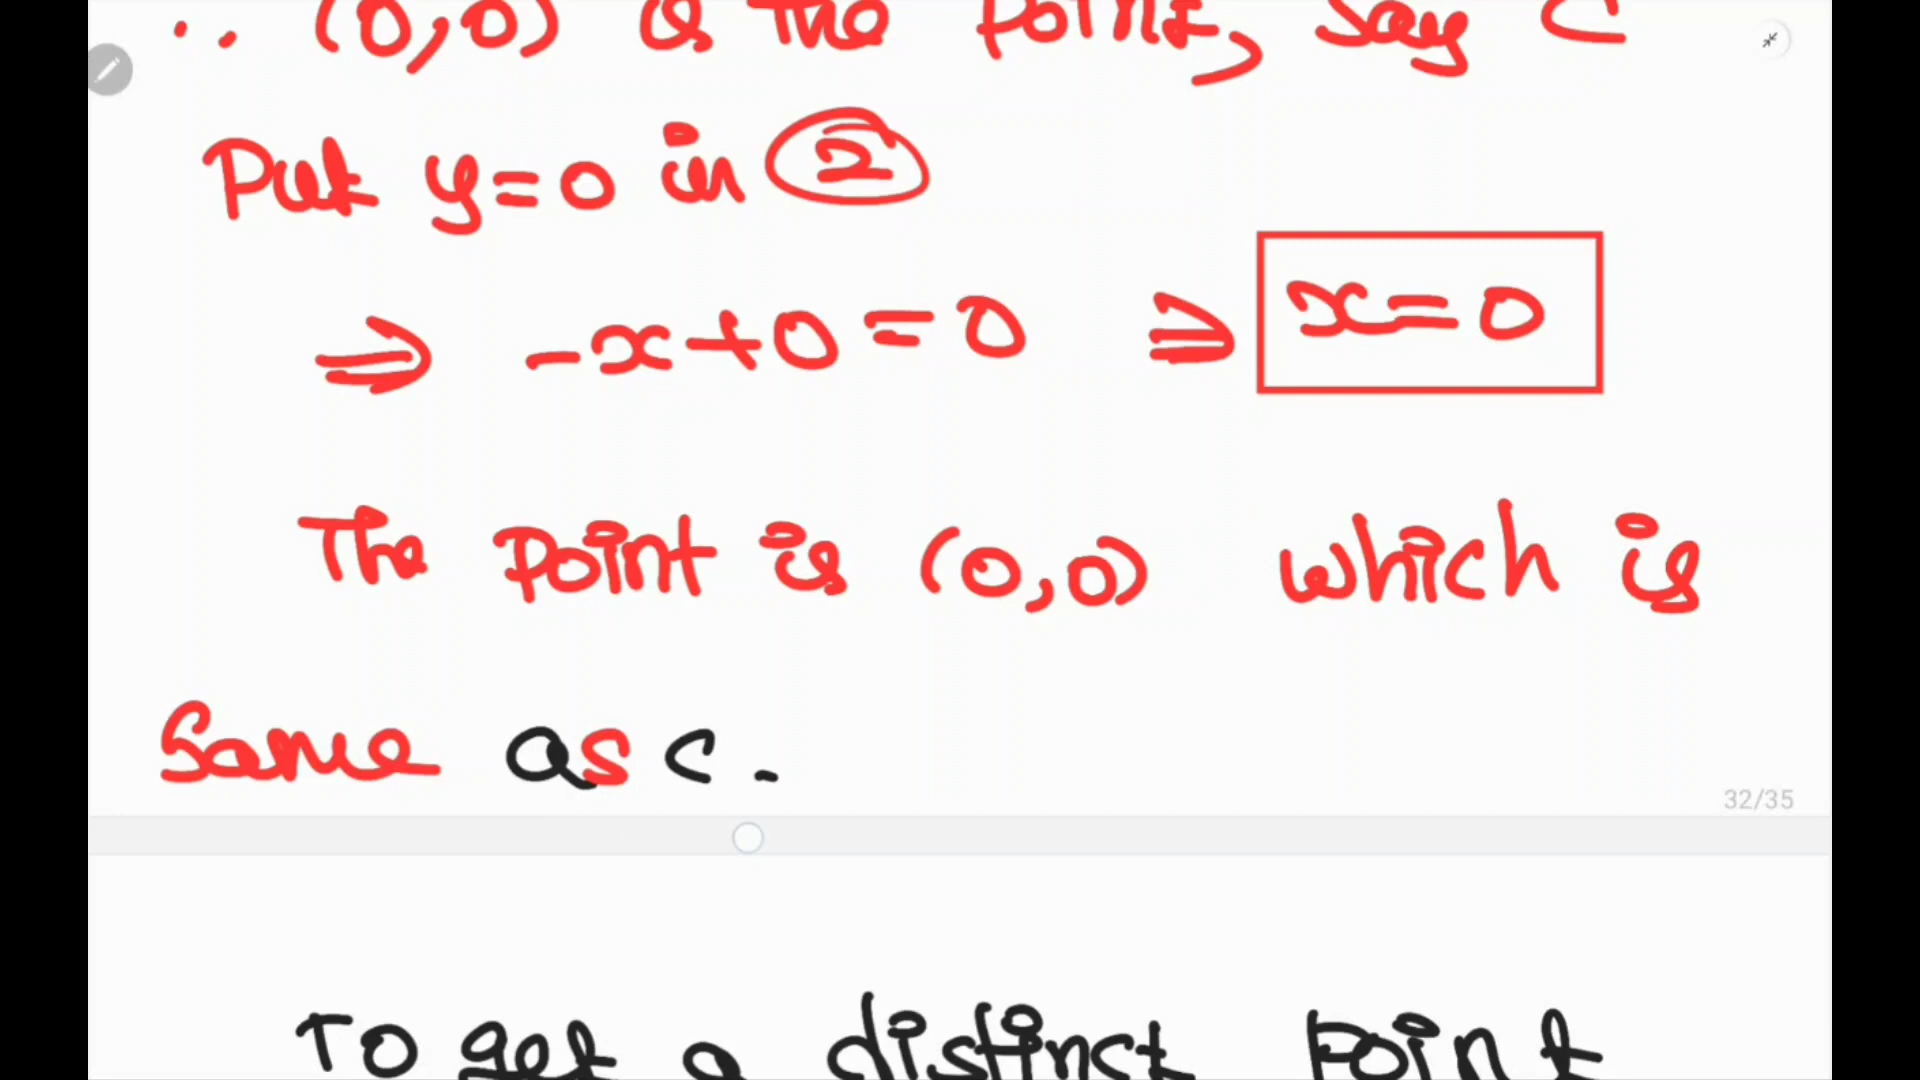 ∴ (0,0) is the point, say C
Put y=0 in ②
⇒ -x+0=0 ⇒ x=0
The point is (0,0) which is
Same as C.
32/35
To get a distinct point